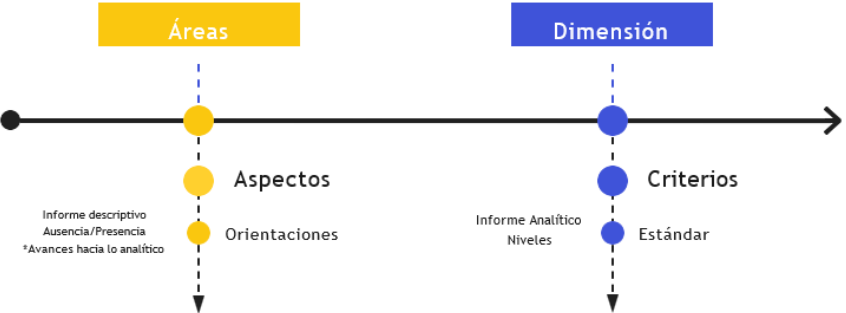 Áreas
Dimensión
Aspectos
Criterios
Informe descriptivo
Ausencia/Presencia
*Avances hacia lo analítico
Orientaciones
Informe Analítico
Niveles
Estándar